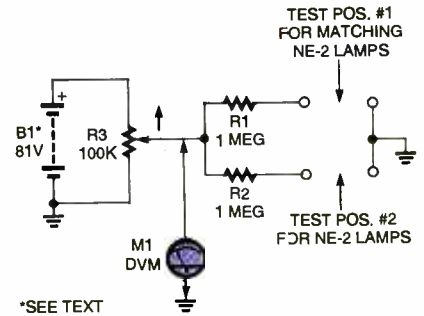 TEST POS. #1
FOR MATCHING
NE-2 LAMPS
+
B1*
81V
R3
100K
R1
1 MEG
R2
1 MEG
M1
DVM
TEST POS. #2
FOR NE-2 LAMPS
*SEE TEXT